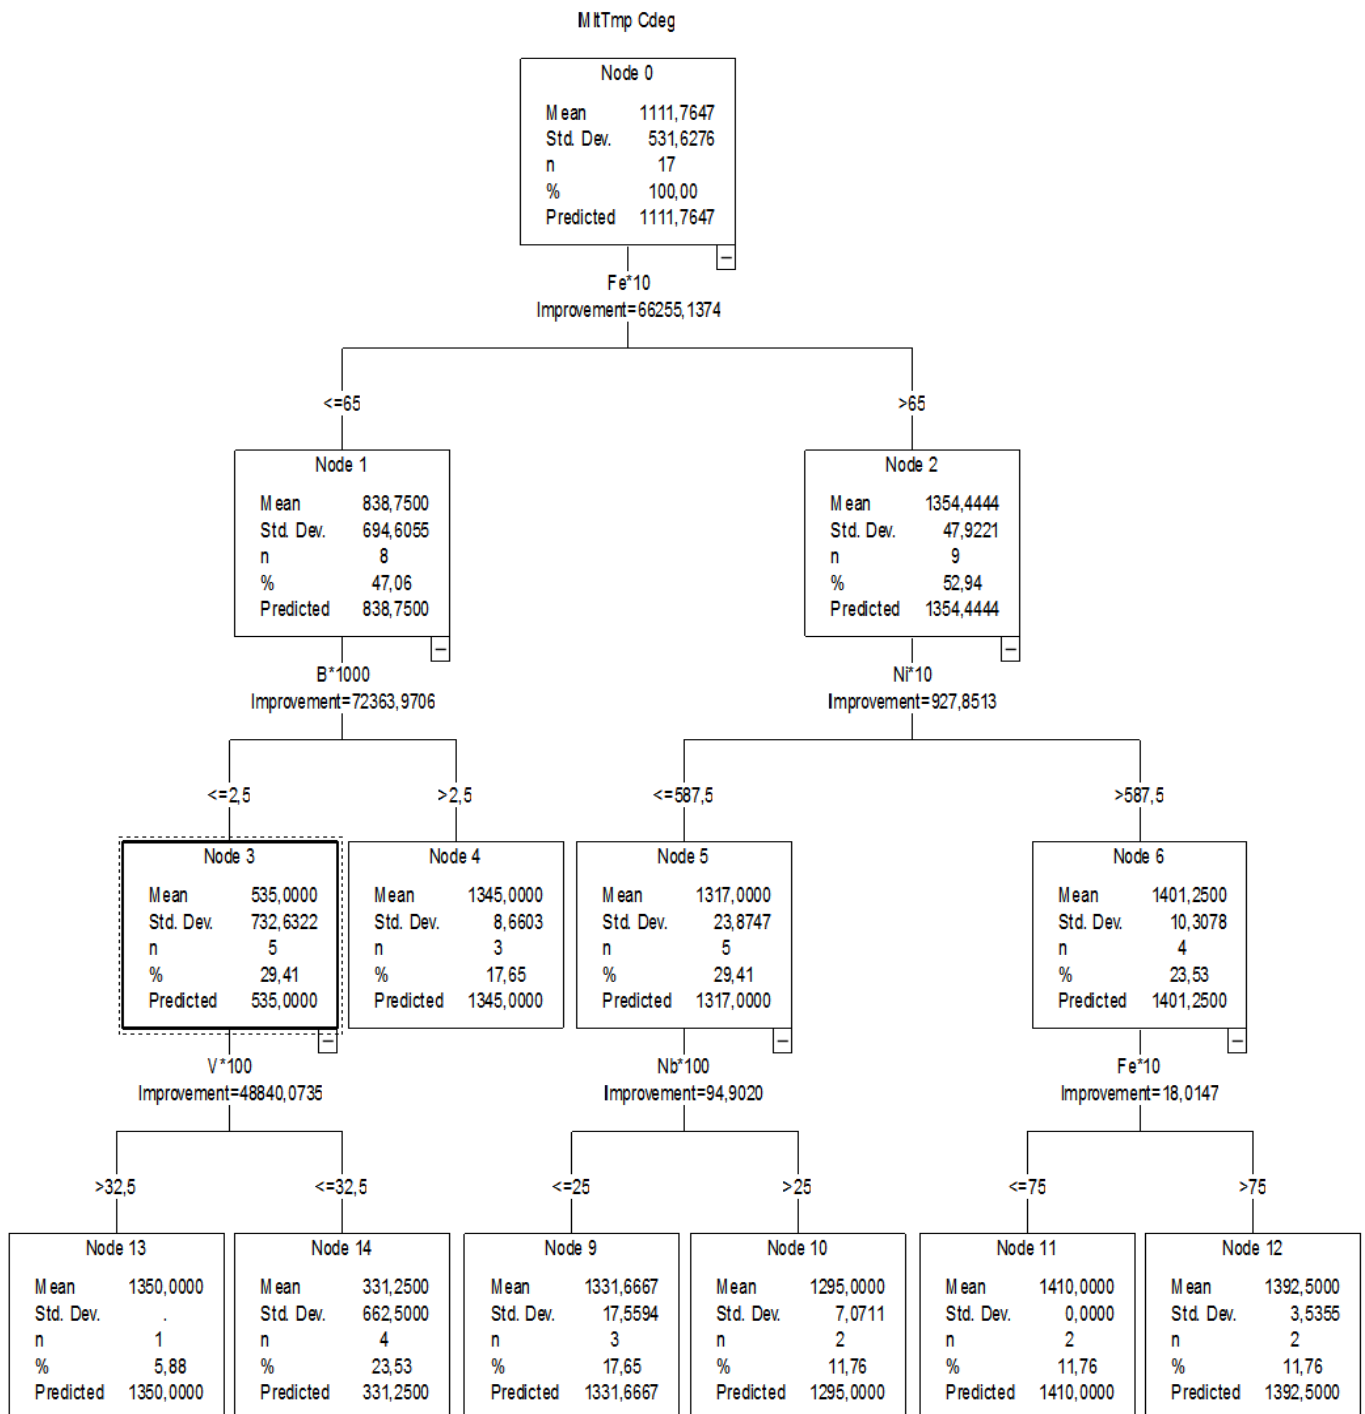 MltTmp Cdeg
Node 0
Mean 1111,7647
Std. Dev. 531,6276
n 17
% 100,00
Predicted 1111,7647
Fe*10
Improvement=66255,1374
<=65
>65
Node 1
Mean 838,7500
Std. Dev. 694,6055
n 8
% 47,06
Predicted 838,7500
Node 2
Mean 1354,4444
Std. Dev. 47,9221
n 9
% 52,94
Predicted 1354,4444
B*1000
Improvement=72363,9706
Ni*10
Improvement=927,8513
<=2,5
>2,5
<=587,5
>587,5
Node 3
Mean 535,0000
Std. Dev. 732,6322
n 5
% 29,41
Predicted 535,0000
Node 4
Mean 1345,0000
Std. Dev. 8,6603
n 3
% 17,65
Predicted 1345,0000
Node 5
Mean 1317,0000
Std. Dev. 23,8747
n 5
% 29,41
Predicted 1317,0000
Node 6
Mean 1401,2500
Std. Dev. 10,3078
n 4
% 23,53
Predicted 1401,2500
V*100
Improvement=48840,0735
Nb*100
Improvement=94,9020
Fe*10
Improvement=18,0147
>32,5
<=32,5
<=25
>25
<=75
>75
Node 13
Mean 1350,0000
Std. Dev. .
n 1
% 5,88
Predicted 1350,0000
Node 14
Mean 331,2500
Std. Dev. 662,5000
n 4
% 23,53
Predicted 331,2500
Node 9
Mean 1331,6667
Std. Dev. 17,5594
n 3
% 17,65
Predicted 1331,6667
Node 10
Mean 1295,0000
Std. Dev. 7,0711
n 2
% 11,76
Predicted 1295,0000
Node 11
Mean 1410,0000
Std. Dev. 0,0000
n 2
% 11,76
Predicted 1410,0000
Node 12
Mean 1392,5000
Std. Dev. 3,5355
n 2
% 11,76
Predicted 1392,5000